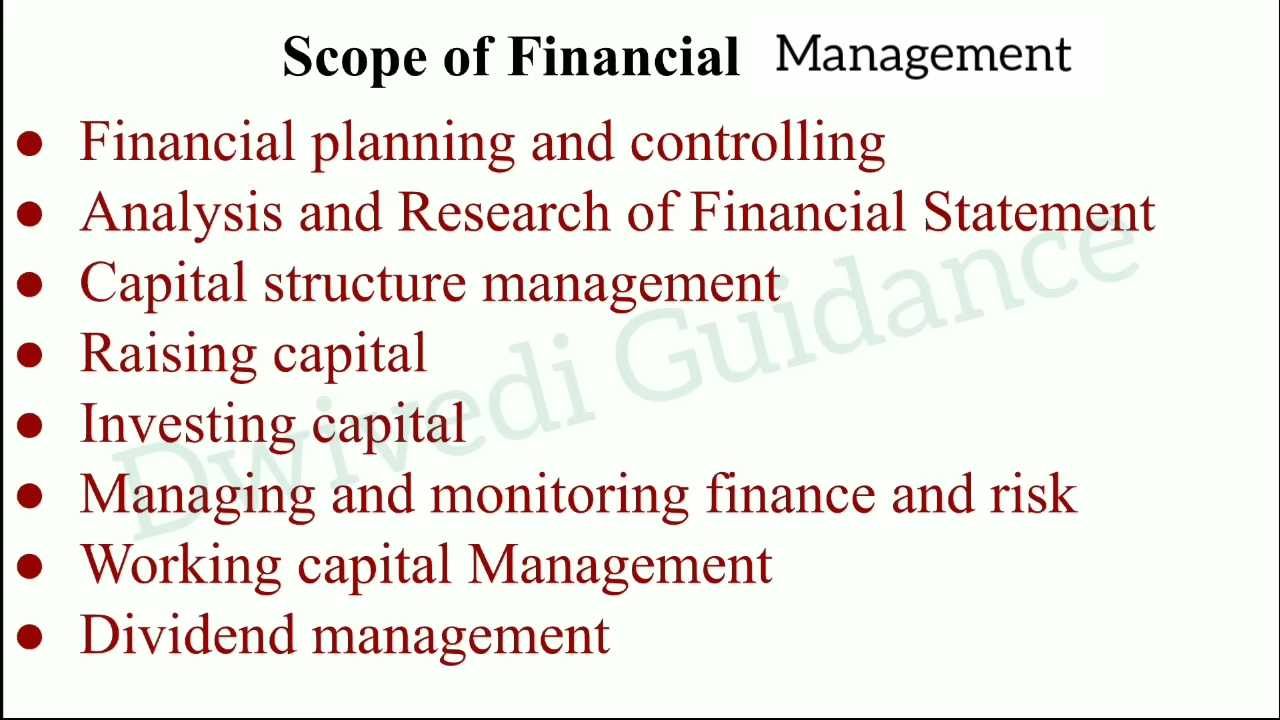 Scope of Financial Management
● Financial planning and controlling
● Analysis and Research of Financial Statement
● Capital structure management
● Raising capital
● Investing capital
● Managing and monitoring finance and risk
● Working capital Management
● Dividend management
Dwivedi Guidance